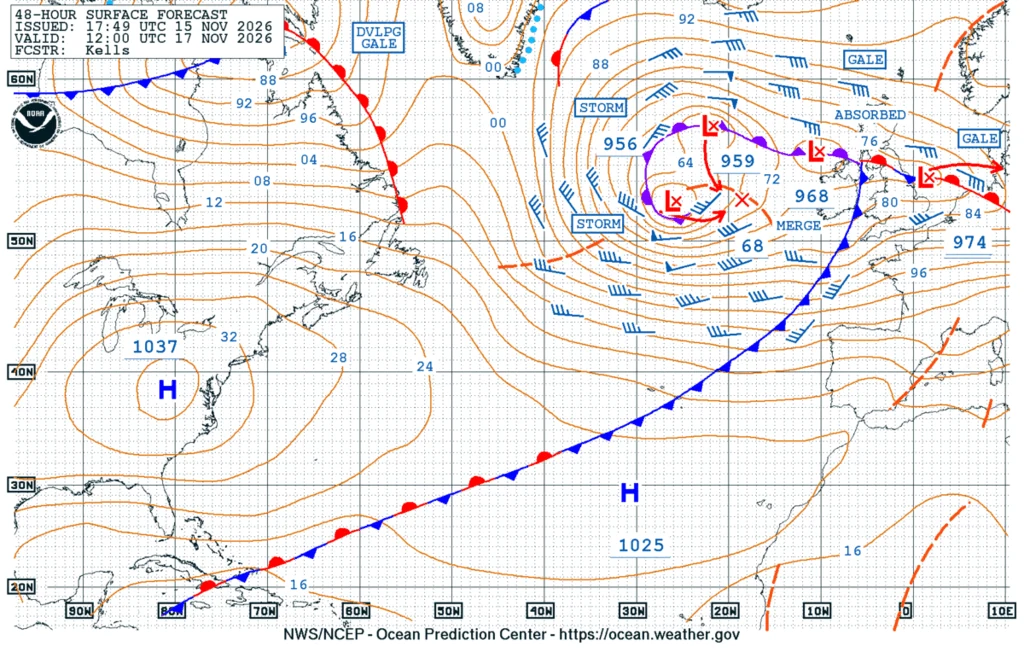 48-HOUR SURFACE FORECAST
ISSUED: 17:49 UTC 15 NOV 2026
VALID: 12:00 UTC 17 NOV 2026
FCSTR: Kells
08
92
DVLPG
GALE
GALE
00
88
60N
88
92
STORM
ABSORBED
NOAA
96
00
956
76
GALE
04
64
959
72
08
968
80
12
84
STORM
MERGE
50N
16
20
68
974
96
1037
32
28
24
40N
H
30N
H
1025
16
20N
16
90W
80W
70W
60W
50W
40W
30W
20W
10W
0
10E
L
L
L
L
NWS/NCEP - Ocean Prediction Center - https://ocean.weather.gov